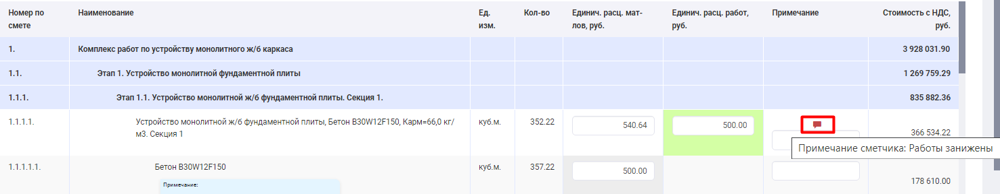 Номер по смете Наименование Ед. изм. Кол-во Единич. расц. мат-лов, руб. Единич. расц. работ, руб. Примечание Стоимость с НДС, руб.
1. Комплекс работ по устройству монолитного ж/б каркаса 3 928 031.90
1.1. Этап 1. Устройство монолитной фундаментной плиты 1 269 759.29
1.1.1. Этап 1.1. Устройство монолитной ж/б фундаментной плиты. Секция 1. 835 882.36
1.1.1.1. Устройство монолитной ж/б фундаментной плиты, Бетон B30W12F150, Карм=66,0 кг/
м3. Секция 1 куб.м. 352.22 540.64 500.00 366 534.22
Примечание сметчика: Работы занижены
1.1.1.1.1. Бетон B30W12F150 куб.м. 357.22 500.00 178 610.00
Примечание: